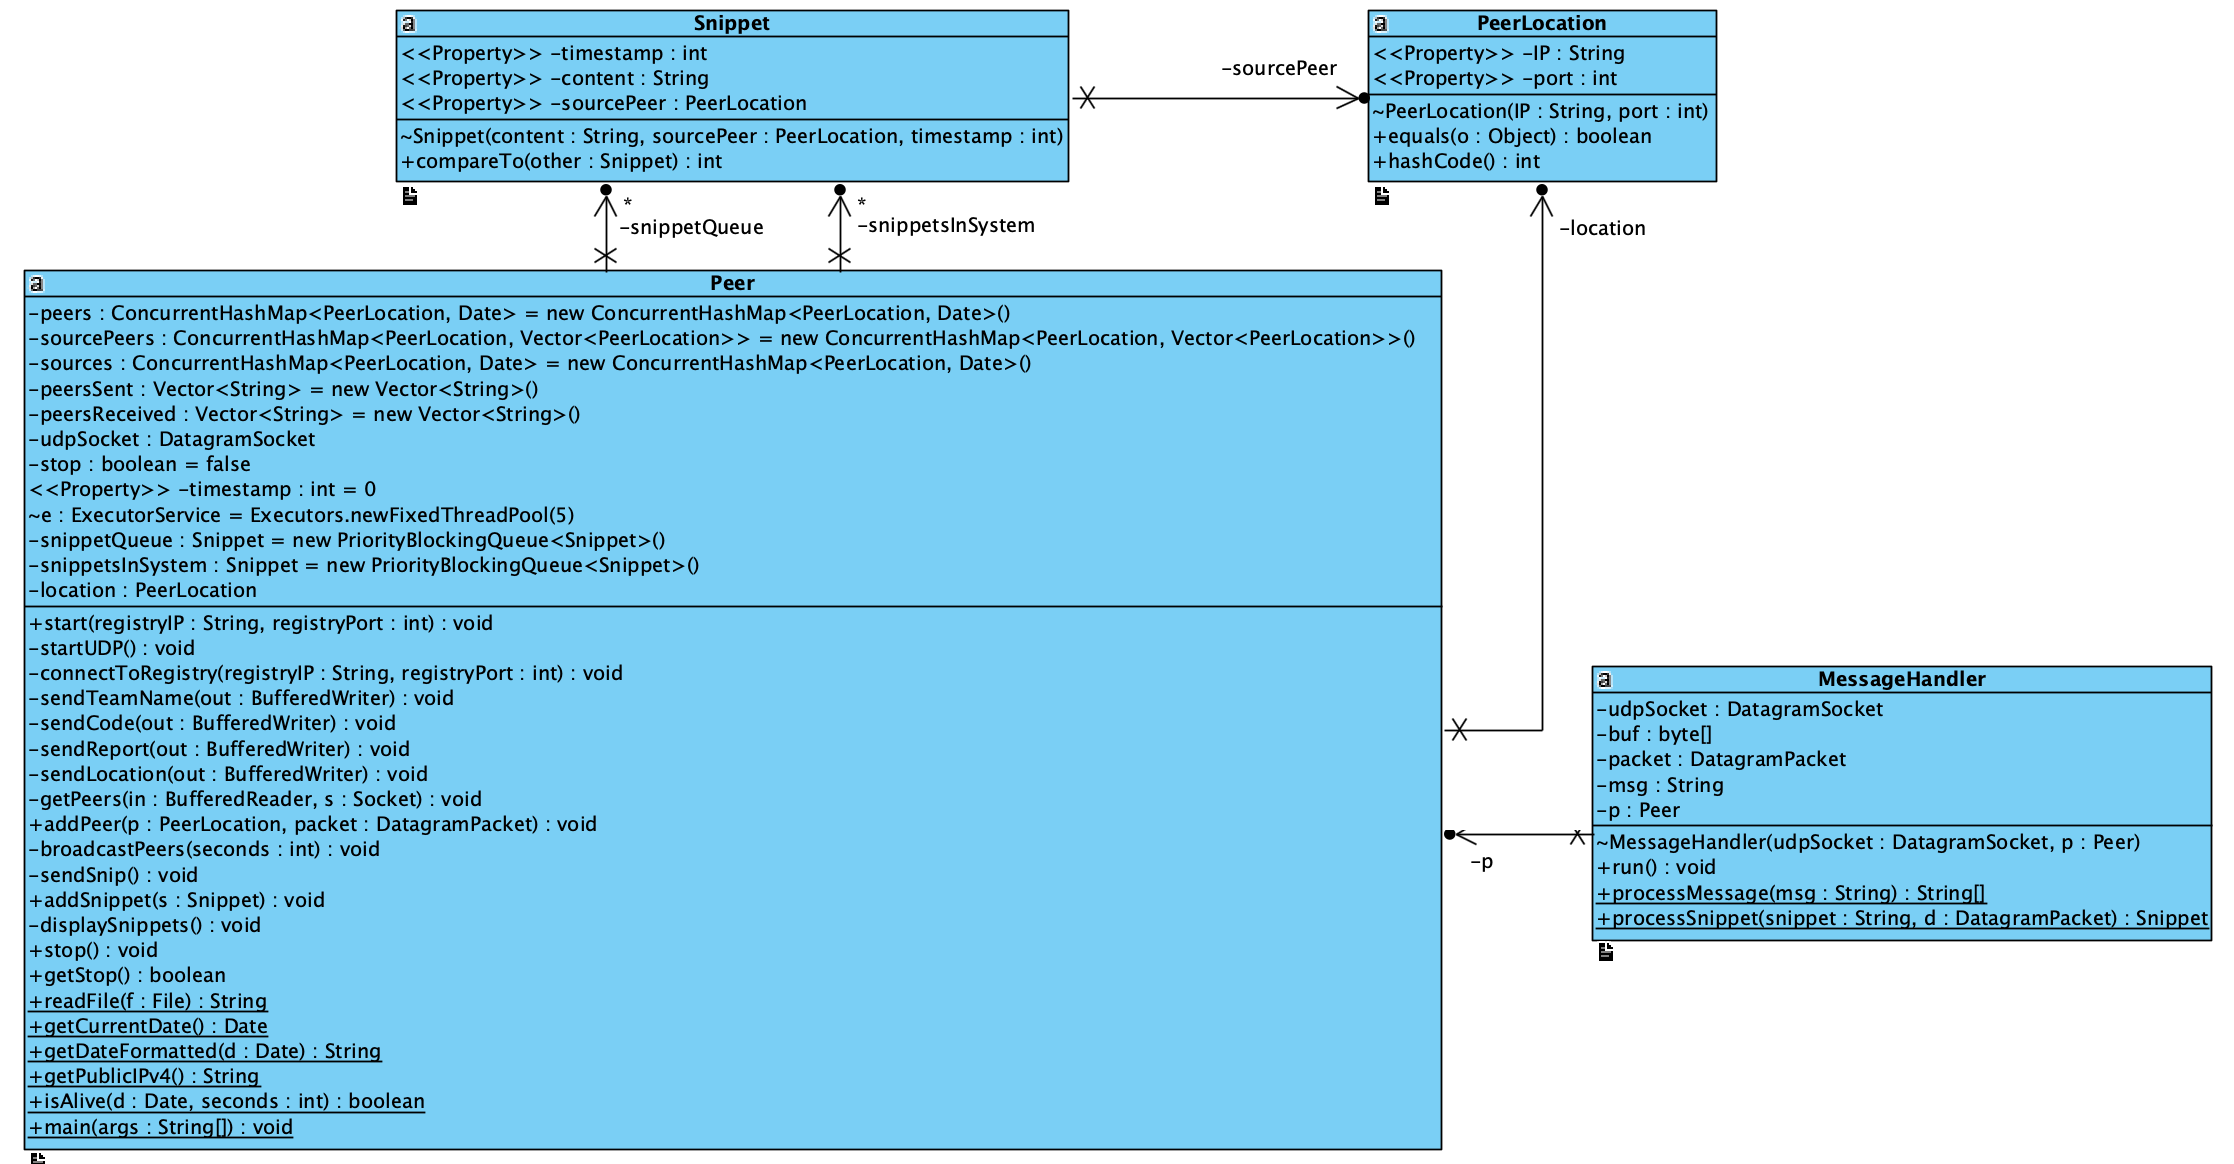 Snippet
<<Property>> -timestamp : int
<<Property>> -content : String
<<Property>> -sourcePeer : PeerLocation
~Snippet(content : String, sourcePeer : PeerLocation, timestamp : int)
+compareTo(other : Snippet) : int
-sourcePeer
PeerLocation
<<Property>> -IP : String
<<Property>> -port : int
~PeerLocation(IP : String, port : int)
+equals(o : Object) : boolean
+hashCode() : int
*
-snippetQueue
*
-snippetsInSystem
-location
Peer
-peers : ConcurrentHashMap<PeerLocation, Date> = new ConcurrentHashMap<PeerLocation, Date>()
-sourcePeers : ConcurrentHashMap<PeerLocation, Vector<PeerLocation>> = new ConcurrentHashMap<PeerLocation, Vector<PeerLocation>>()
-sources : ConcurrentHashMap<PeerLocation, Date> = new ConcurrentHashMap<PeerLocation, Date>()
-peersSent : Vector<String> = new Vector<String>()
-peersReceived : Vector<String> = new Vector<String>()
-udpSocket : DatagramSocket
-stop : boolean = false
<<Property>> -timestamp : int = 0
~e : ExecutorService = Executors.newFixedThreadPool(5)
-snippetQueue : Snippet = new PriorityBlockingQueue<Snippet>()
-snippetsInSystem : Snippet = new PriorityBlockingQueue<Snippet>()
-location : PeerLocation
+start(registryIP : String, registryPort : int) : void
-startUDP() : void
-connectToRegistry(registryIP : String, registryPort : int) : void
-sendTeamName(out : BufferedWriter) : void
-sendCode(out : BufferedWriter) : void
-sendReport(out : BufferedWriter) : void
-sendLocation(out : BufferedWriter) : void
-getPeers(in : BufferedReader, s : Socket) : void
+addPeer(p : PeerLocation, packet : DatagramPacket) : void
-broadcastPeers(seconds : int) : void
-sendSnip() : void
+addSnippet(s : Snippet) : void
-displaySnippets() : void
+stop() : void
+getStop() : boolean
+readFile(f : File) : String
+getCurrentDate() : Date
+getDateFormatted(d : Date) : String
+getPublicIPv4() : String
+isAlive(d : Date, seconds : int) : boolean
+main(args : String[]) : void
-p
MessageHandler
-udpSocket : DatagramSocket
-buf : byte[]
-packet : DatagramPacket
-msg : String
-p : Peer
~MessageHandler(udpSocket : DatagramSocket, p : Peer)
+run() : void
+processMessage(msg : String) : String[]
+processSnippet(snippet : String, d : DatagramPacket) : Snippet